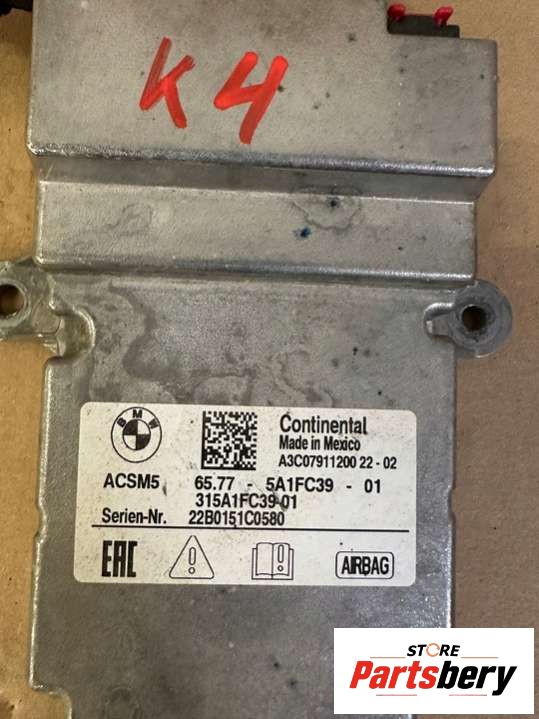 K4
BMW
Continental
Made in Mexico
A3C07911200 22-02
ACSM5 65.77 - 5A1FC39 - 01
315A1FC39-01
Serien-Nr. 22B0151C0580
EAC
AIRBAG
STORE
Partsbery